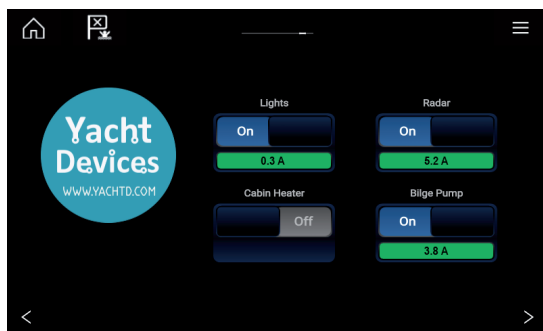 Yacht
Devices
WWW.YACHTD.COM
Lights
On
0.3 A
Radar
On
5.2 A
Cabin Heater
Off
Bilge Pump
On
3.8 A